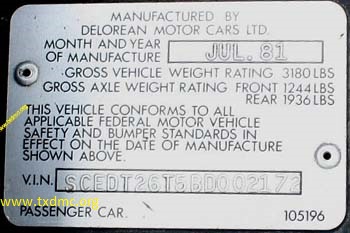 MANUFACTURED BY
DELOREAN MOTOR CARS LTD.
MONTH AND YEAR
OF MANUFACTURE JUL. 81
GROSS VEHICLE WEIGHT RATING 3180 LBS
GROSS AXLE WEIGHT RATING FRONT 1244 LBS
REAR 1936 LBS
THIS VEHICLE CONFORMS TO ALL
APPLICABLE FEDERAL MOTOR VEHICLE
SAFETY AND BUMPER STANDARDS IN
EFFECT ON THE DATE OF MANUFACTURE
SHOWN ABOVE.
V.I.N. SCEDT26T6BD002172
PASSENGER CAR. 105196
www.txdmc.org